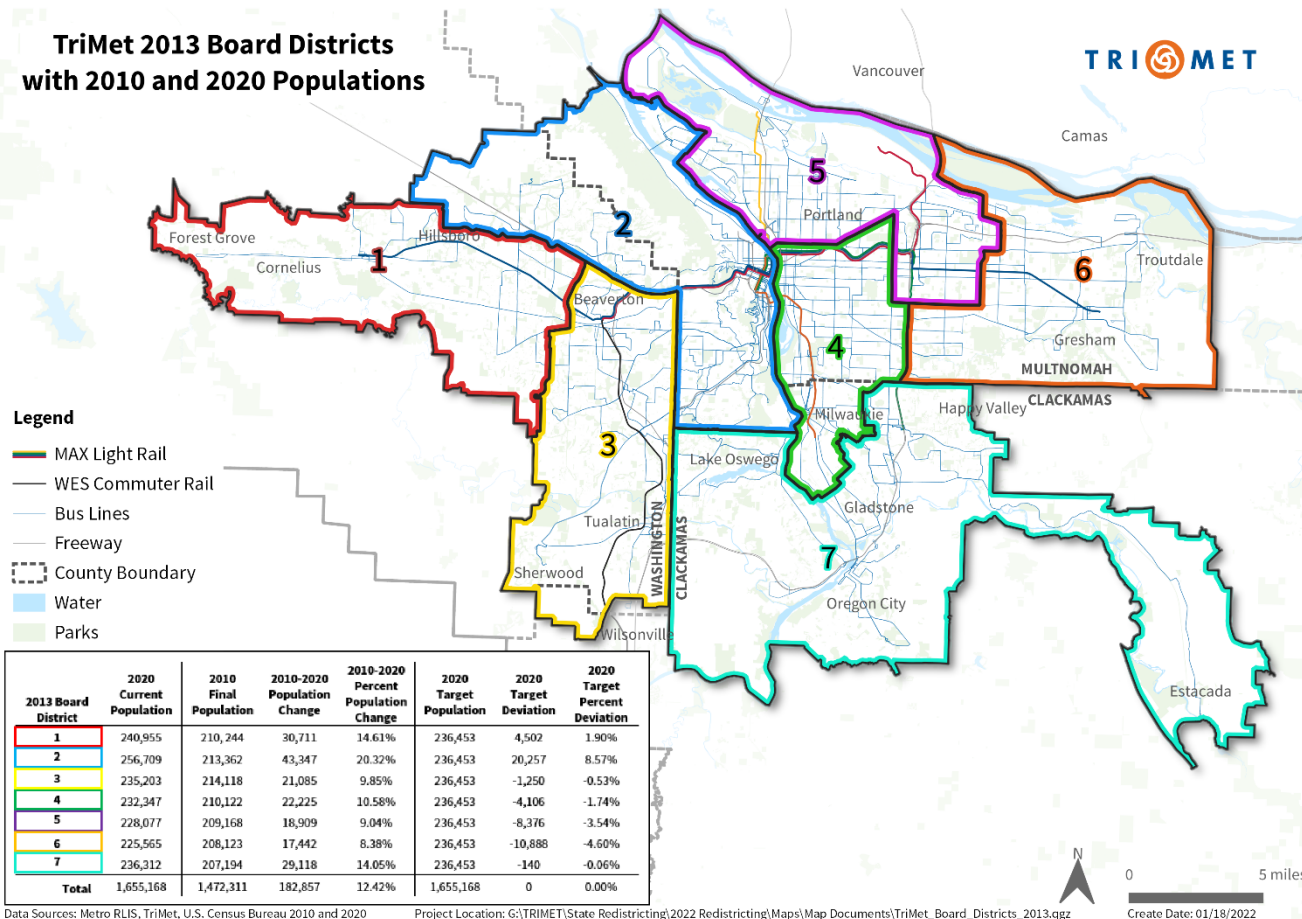 TriMet 2013 Board Districts
with 2010 and 2020 Populations
TRIMET
Vancouver
Camas
5
Portland
2
Forest Grove
Hillsboro
1
Cornelius
6
Troutdale
Beaverton
4
Gresham
MULTNOMAH
CLACKAMAS
Milwaukie
Happy Valley
3
Lake Oswego
Gladstone
Tualatin
WASHINGTON
CLACKAMAS
7
Sherwood
Oregon City
Wilsonville
Estacada
Legend
MAX Light Rail
WES Commuter Rail
Bus Lines
Freeway
County Boundary
Water
Parks
2013 Board District 2020 Current Population 2010 Final Population 2010-2020 Population Change 2010-2020 Percent Population Change 2020 Target Population 2020 Target Deviation 2020 Target Percent Deviation
1 240,955 210,244 30,711 14.61% 236,453 4,502 1.90%
2 256,709 213,362 43,347 20.32% 236,453 20,257 8.57%
3 235,203 214,118 21,085 9.85% 236,453 -1,250 -0.53%
4 232,347 210,122 22,225 10.58% 236,453 -4,106 -1.74%
5 228,077 209,168 18,909 9.04% 236,453 -8,376 -3.54%
6 225,565 208,123 17,442 8.38% 236,453 -10,888 -4.60%
7 236,312 207,194 29,118 14.05% 236,453 -140 -0.06%
Total 1,655,168 1,472,311 182,857 12.42% 1,655,168 0 0.00%
N
0 5 miles
Data Sources: Metro RLIS, TriMet, U.S. Census Bureau 2010 and 2020 Project Location: G:\TRIMET\State Redistricting\2022 Redistricting\Maps\Map Documents\TriMet_Board_Districts_2013.qgz Create Date: 01/18/2022